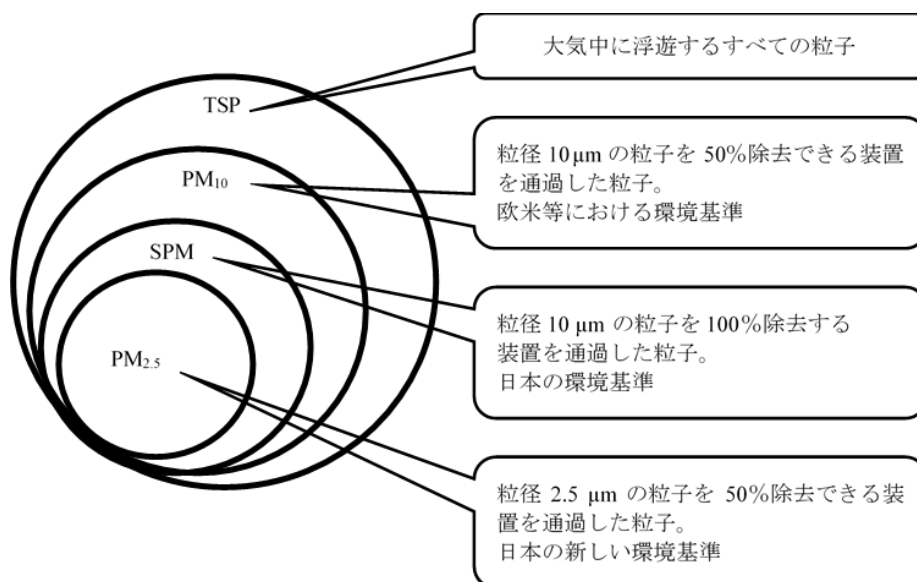 大気中に浮遊するすべての粒子
TSP
粒径 10 μm の粒子を 50%除去できる装置
を通過した粒子。
欧米等における環境基準
PM₁₀
SPM
粒径 10 μm の粒子を 100%除去する
装置を通過した粒子。
日本の環境基準
PM₂.₅
粒径 2.5 μm の粒子を 50%除去できる装
置を通過した粒子。
日本の新しい環境基準